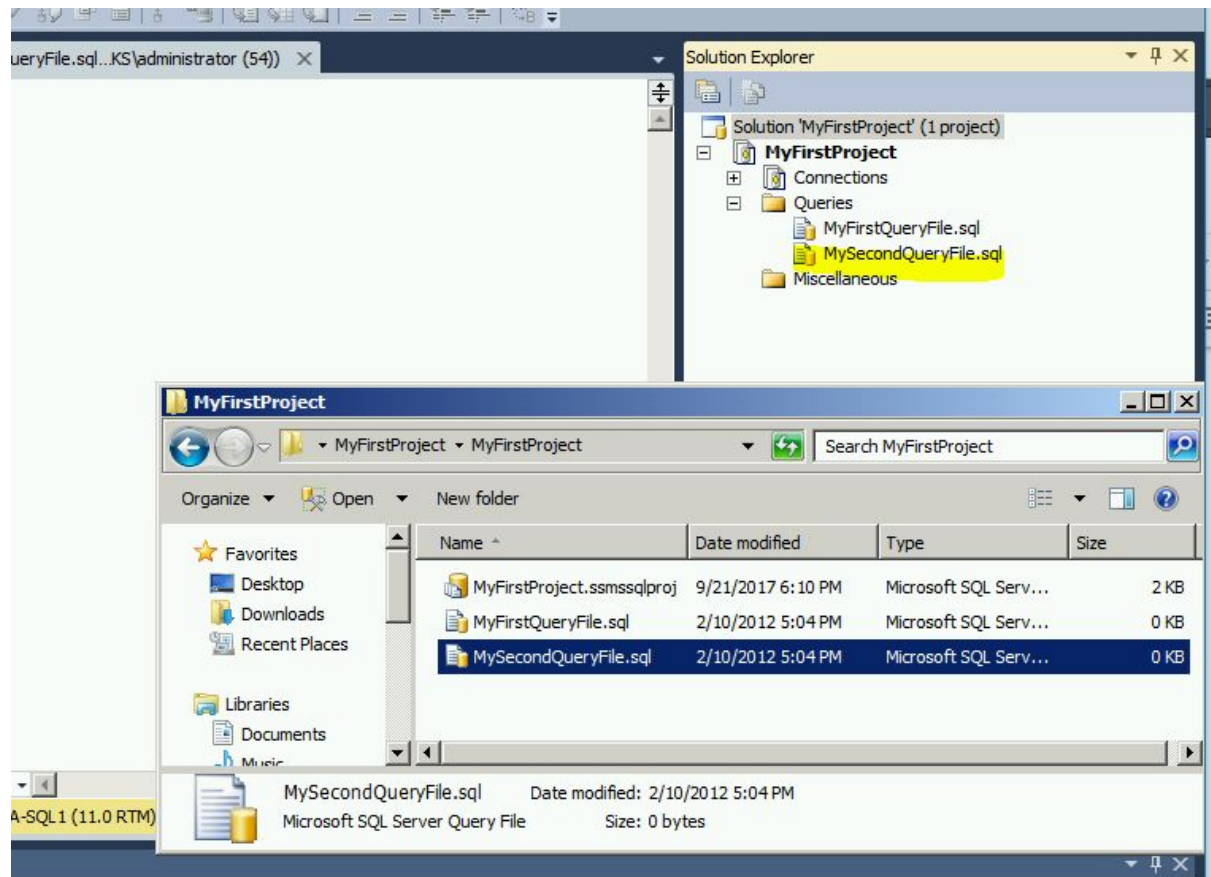 ueryFile.sql...KS\administrator (54))
Solution Explorer
Solution 'MyFirstProject' (1 project)
MyFirstProject
Connections
Queries
MyFirstQueryFile.sql
MySecondQueryFile.sql
Miscellaneous
MyFirstProject
MyFirstProject MyFirstProject
Search MyFirstProject
Organize Open New folder
Favorites
Desktop
Downloads
Recent Places
Libraries
Documents
Music
Name Date modified Type Size
MyFirstProject.ssmssqlproj 9/21/2017 6:10 PM Microsoft SQL Serv... 2 KB
MyFirstQueryFile.sql 2/10/2012 5:04 PM Microsoft SQL Serv... 0 KB
MySecondQueryFile.sql 2/10/2012 5:04 PM Microsoft SQL Serv... 0 KB
MySecondQueryFile.sql Date modified: 2/10/2012 5:04 PM
Microsoft SQL Server Query File Size: 0 bytes
A-SQL1 (11.0 RTM)